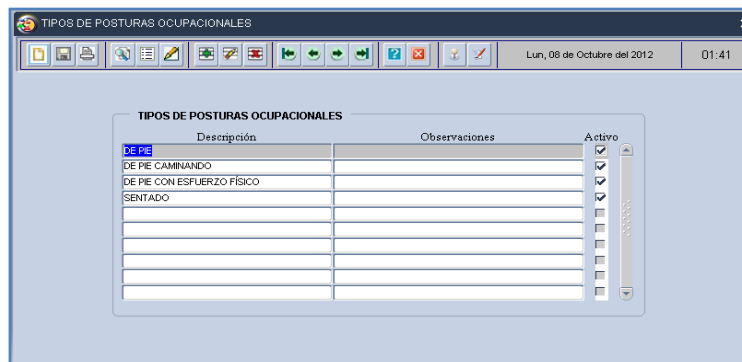 TIPOS DE POSTURAS OCUPACIONALES
Lun, 08 de Octubre del 2012 01:41
TIPOS DE POSTURAS OCUPACIONALES
Descripción Observaciones Activo
DE PIE
DE PIE CAMINANDO
DE PIE CON ESFUERZO FÍSICO
SENTADO